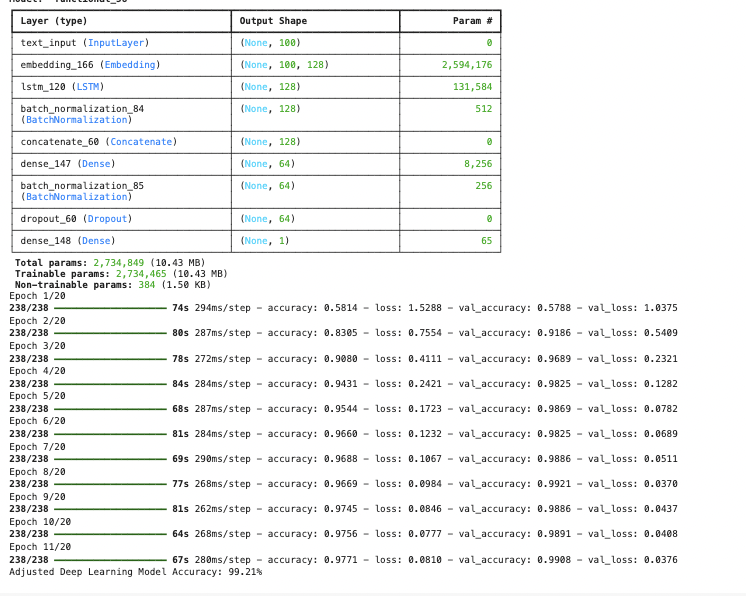 Layer (type) Output Shape Param #
text_input (InputLayer) (None, 100) 0
embedding_166 (Embedding) (None, 100, 128) 2,594,176
lstm_120 (LSTM) (None, 128) 131,584
batch_normalization_84 (None, 128) 512
(BatchNormalization)
concatenate_60 (Concatenate) (None, 128) 0
dense_147 (Dense) (None, 64) 8,256
batch_normalization_85 (None, 64) 256
(BatchNormalization)
dropout_60 (Dropout) (None, 64) 0
dense_148 (Dense) (None, 1) 65
Total params: 2,734,849 (10.43 MB)
Trainable params: 2,734,465 (10.43 MB)
Non-trainable params: 384 (1.50 KB)
Epoch 1/20
238/238 74s 294ms/step - accuracy: 0.5814 - loss: 1.5288 - val_accuracy: 0.5788 - val_loss: 1.0375
Epoch 2/20
238/238 80s 287ms/step - accuracy: 0.8305 - loss: 0.7554 - val_accuracy: 0.9186 - val_loss: 0.5409
Epoch 3/20
238/238 78s 272ms/step - accuracy: 0.9080 - loss: 0.4111 - val_accuracy: 0.9689 - val_loss: 0.2321
Epoch 4/20
238/238 84s 284ms/step - accuracy: 0.9431 - loss: 0.2421 - val_accuracy: 0.9825 - val_loss: 0.1282
Epoch 5/20
238/238 68s 287ms/step - accuracy: 0.9544 - loss: 0.1723 - val_accuracy: 0.9869 - val_loss: 0.0782
Epoch 6/20
238/238 81s 284ms/step - accuracy: 0.9660 - loss: 0.1232 - val_accuracy: 0.9825 - val_loss: 0.0689
Epoch 7/20
238/238 69s 290ms/step - accuracy: 0.9688 - loss: 0.1067 - val_accuracy: 0.9886 - val_loss: 0.0511
Epoch 8/20
238/238 77s 268ms/step - accuracy: 0.9669 - loss: 0.0984 - val_accuracy: 0.9921 - val_loss: 0.0370
Epoch 9/20
238/238 81s 262ms/step - accuracy: 0.9745 - loss: 0.0846 - val_accuracy: 0.9886 - val_loss: 0.0437
Epoch 10/20
238/238 64s 268ms/step - accuracy: 0.9756 - loss: 0.0777 - val_accuracy: 0.9891 - val_loss: 0.0408
Epoch 11/20
238/238 67s 280ms/step - accuracy: 0.9771 - loss: 0.0810 - val_accuracy: 0.9908 - val_loss: 0.0376
Adjusted Deep Learning Model Accuracy: 99.21%